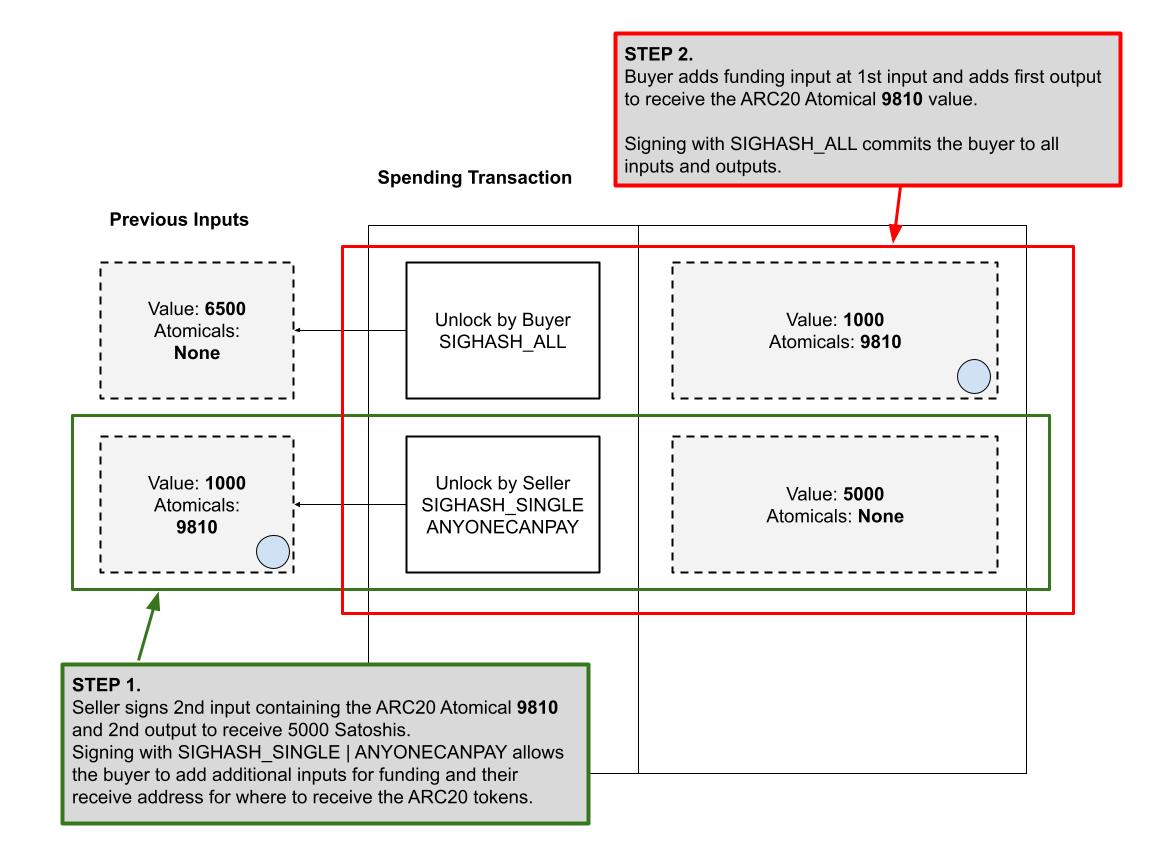 STEP 2.
Buyer adds funding input at 1st input and adds first output
to receive the ARC20 Atomical 9810 value.
Signing with SIGHASH_ALL commits the buyer to all
inputs and outputs.
Spending Transaction
Previous Inputs
Value: 6500
Atomicals:
None
Unlock by Buyer
SIGHASH_ALL
Value: 1000
Atomicals: 9810
Value: 1000
Atomicals:
9810
Unlock by Seller
SIGHASH_SINGLE
ANYONECANPAY
Value: 5000
Atomicals: None
STEP 1.
Seller signs 2nd input containing the ARC20 Atomical 9810
and 2nd output to receive 5000 Satoshis.
Signing with SIGHASH_SINGLE | ANYONECANPAY allows
the buyer to add additional inputs for funding and their
receive address for where to receive the ARC20 tokens.